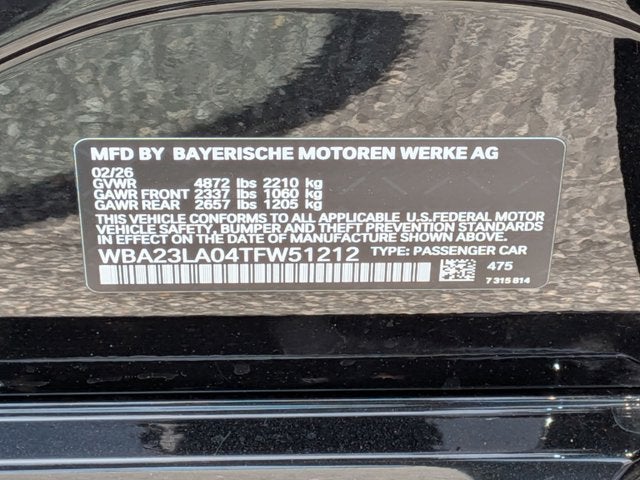 MFD BY BAYERISCHE MOTOREN WERKE AG
02/26
GVWR 4872 lbs 2210 kg
GAWR FRONT 2337 lbs 1060 kg
GAWR REAR 2657 lbs 1205 kg
THIS VEHICLE CONFORMS TO ALL APPLICABLE U.S.FEDERAL MOTOR
VEHICLE SAFETY, BUMPER, AND THEFT PREVENTION STANDARDS
IN EFFECT ON THE DATE OF MANUFACTURE SHOWN ABOVE.
WBA23LA04TFW51212 TYPE: PASSENGER CAR
475
7 315 814